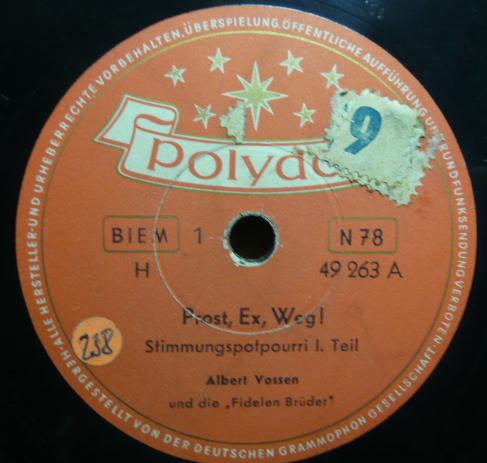 ALLE HERSTELLER-UND URHEBERRECHTE VORBEHALTEN. ÜBERSPIELUNG, ÖFFENTLICHE AUFFÜHRUNG U. RUNDFUNKSENDUNG VERBOTEN.
HERGESTELLT VON DER DEUTSCHEN GRAMMOPHON GESELLSCHAFT
9
Polydo
BIEM 1 N 78
H 49 263 A
Prost, Ex, Weg!
Stimmungspotpourri I. Teil
238
Albert Vossen
und die „Fidelen Brüder"